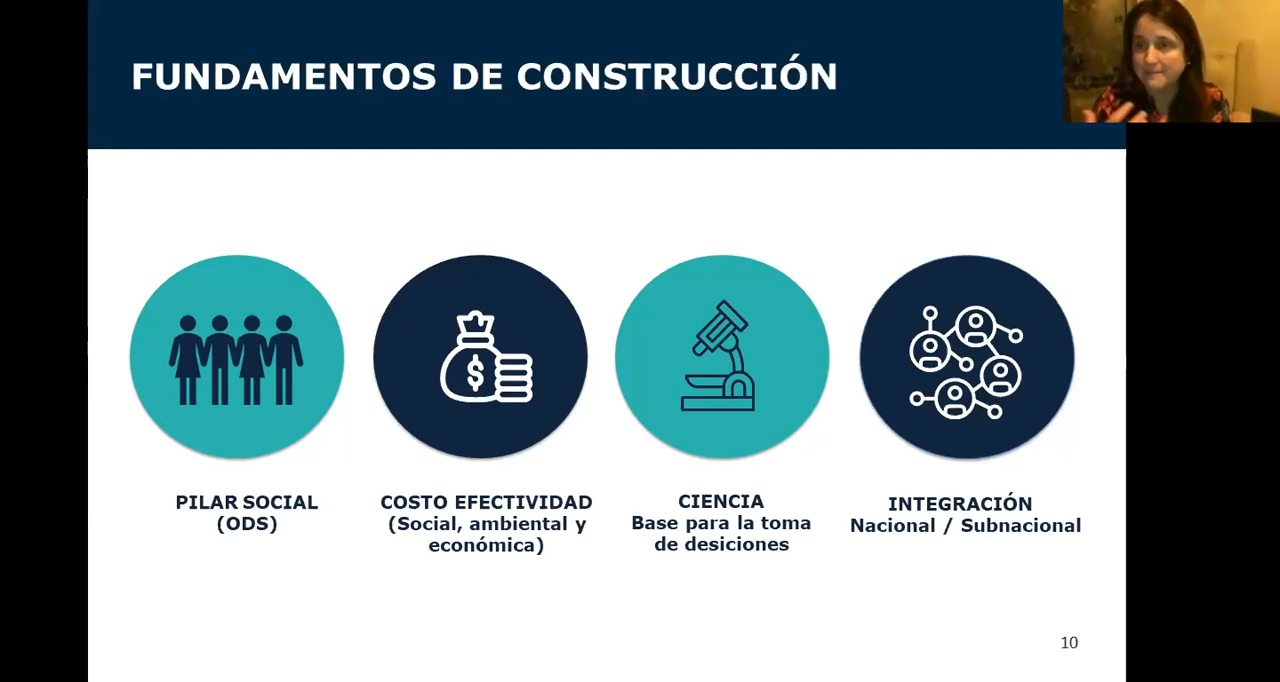 FUNDAMENTOS DE CONSTRUCCIÓN
PILAR SOCIAL
(ODS)
$
COSTO EFECTIVIDAD
(Social, ambiental y
económica)
CIENCIA
Base para la toma
de desiciones
INTEGRACIÓN
Nacional / Subnacional
10